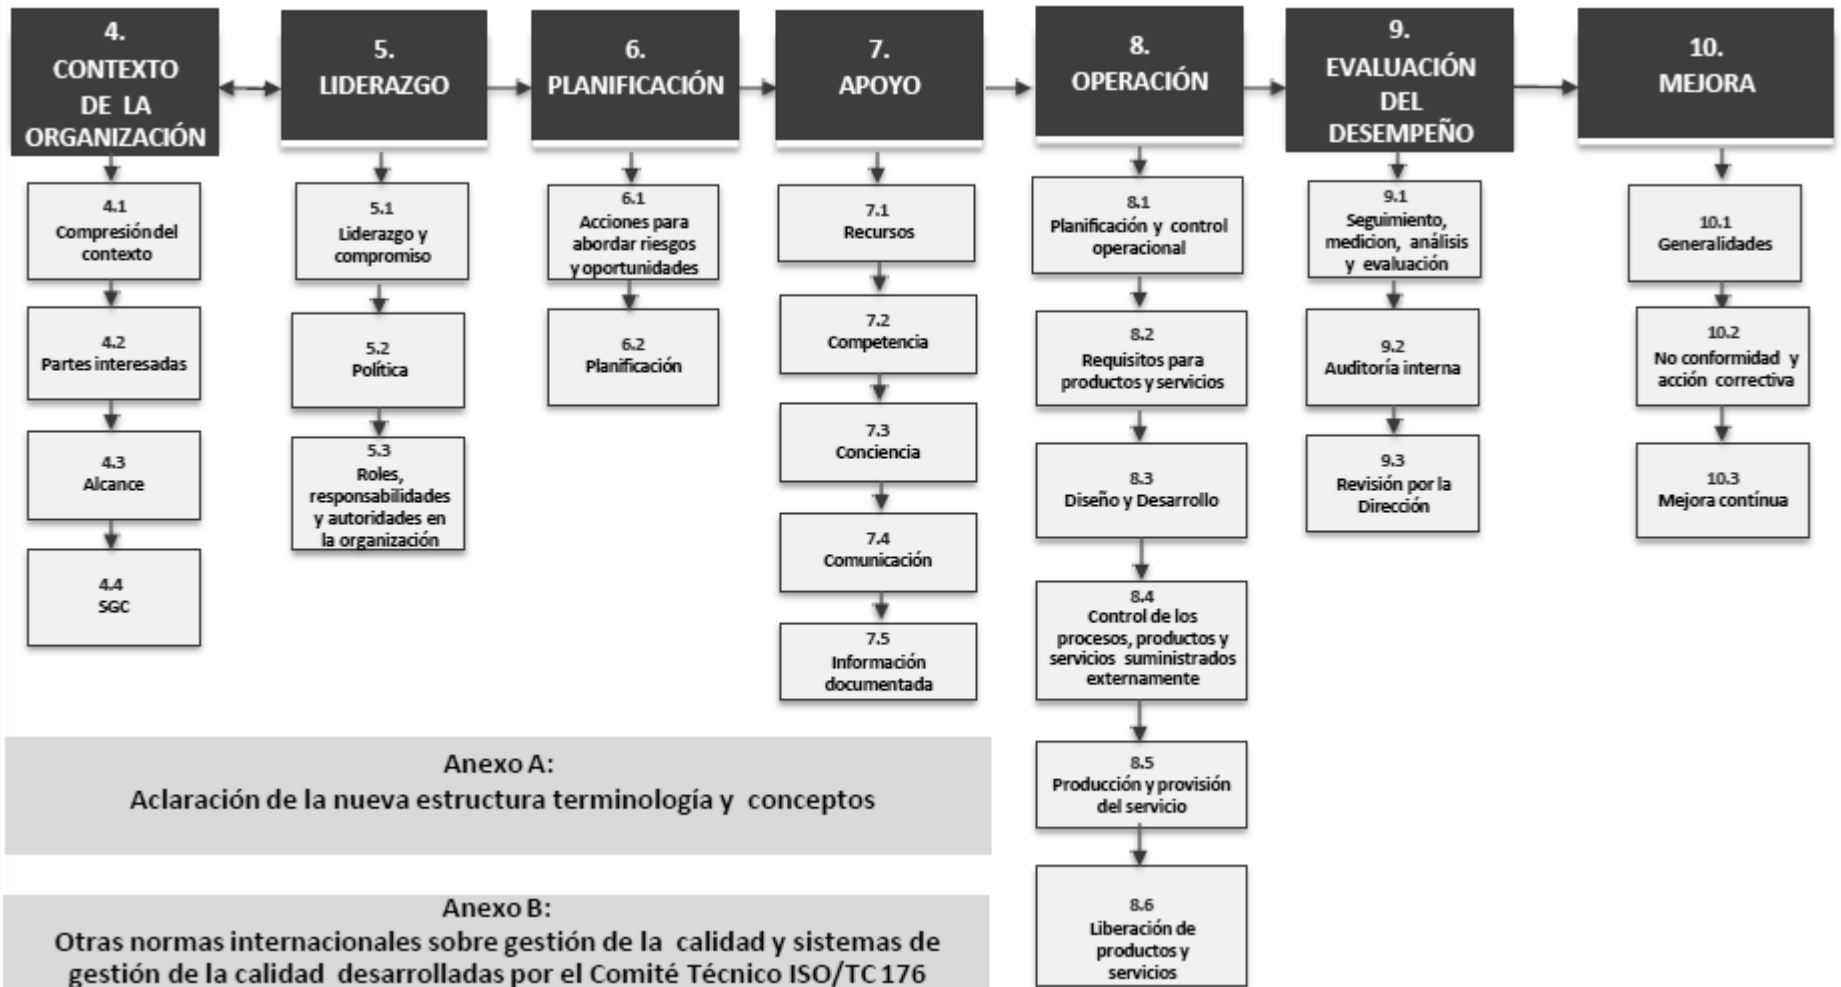 4.
CONTEXTO
DE LA
ORGANIZACIÓN
5.
LIDERAZGO
6.
PLANIFICACIÓN
7.
APOYO
8.
OPERACIÓN
9.
EVALUACIÓN
DEL
DESEMPEÑO
10.
MEJORA
4.1
Compresión del
contexto
4.2
Partes interesadas
4.3
Alcance
4.4
SGC
5.1
Liderazgo y
compromiso
5.2
Política
5.3
Roles,
responsabilidades
y autoridades en
la organización
6.1
Acciones para
abordar riesgos
y oportunidades
6.2
Planificación
7.1
Recursos
7.2
Competencia
7.3
Conciencia
7.4
Comunicación
7.5
Información
documentada
8.1
Planificación y control
operacional
8.2
Requisitos para
productos y servicios
8.3
Diseño y Desarrollo
8.4
Control de los
procesos, productos y
servicios suministrados
externamente
8.5
Producción y provisión
del servicio
8.6
Liberación de
productos y
servicios
9.1
Seguimiento,
medicion, análisis
y evaluación
9.2
Auditoría interna
9.3
Revisión por la
Dirección
10.1
Generalidades
10.2
No conformidad y
acción correctiva
10.3
Mejora contínua
Anexo A:
Aclaración de la nueva estructura terminología y conceptos
Anexo B:
Otras normas internacionales sobre gestión de la calidad y sistemas de
gestión de la calidad desarrolladas por el Comité Técnico ISO/TC 176